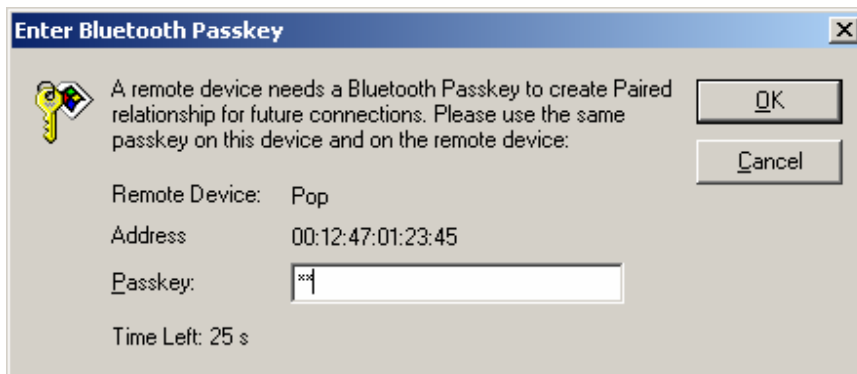 Enter Bluetooth Passkey
A remote device needs a Bluetooth Passkey to create Paired
relationship for future connections. Please use the same
passkey on this device and on the remote device:
OK
Cancel
Remote Device: Pop
Address 00:12:47:01:23:45
Passkey: **
Time Left: 25 s